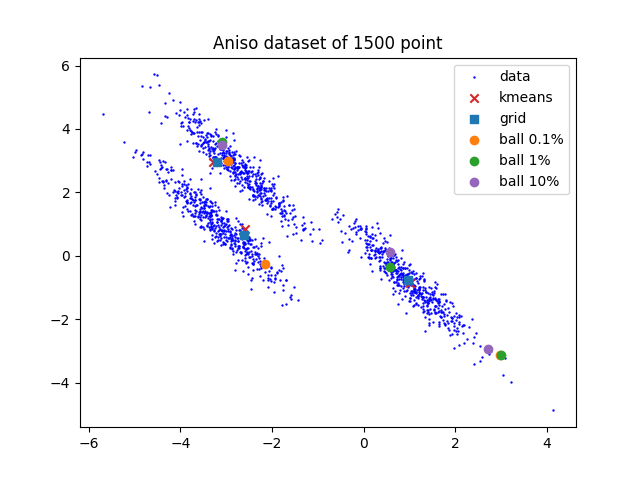 Aniso dataset of 1500 point
data
kmeans
grid
ball 0.1%
ball 1%
ball 10%
6
4
2
0
−2
−4
−6 −4 −2 0 2 4